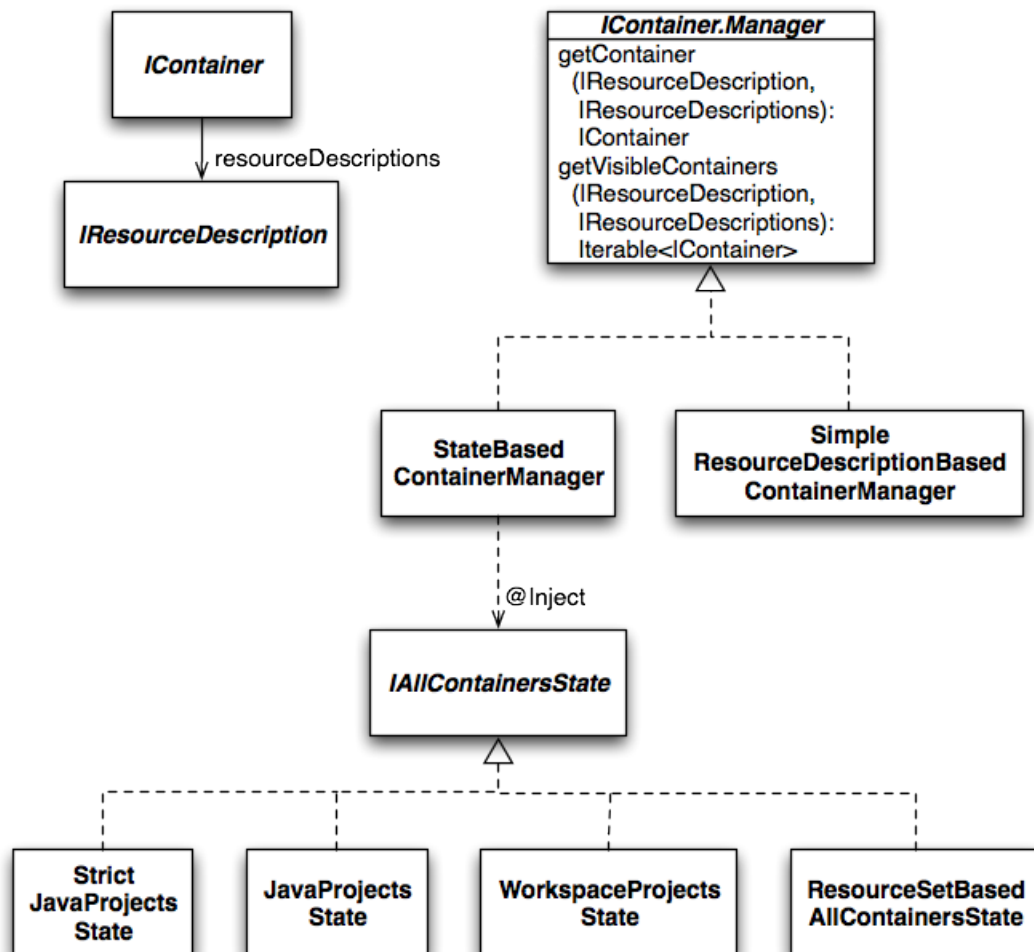 IContainer
resourceDescriptions
IResourceDescription
IContainer.Manager
getContainer
(IResourceDescription,
IResourceDescriptions):
IContainer
getVisibleContainers
(IResourceDescription,
IResourceDescriptions):
Iterable<IContainer>
StateBased
ContainerManager
Simple
ResourceDescriptionBased
ContainerManager
@Inject
IAllContainersState
Strict
JavaProjects
State
JavaProjects
State
WorkspaceProjects
State
ResourceSetBased
AllContainersState